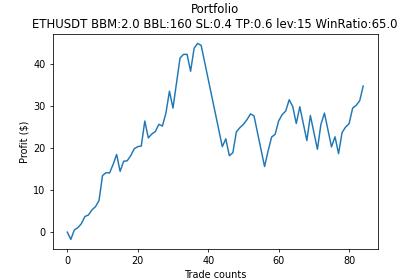 Portfolio
ETHUSDT BBM:2.0 BBL:160 SL:0.4 TP:0.6 lev:15 WinRatio:65.0
Profit ($)
40
30
20
10
0
0 20 40 60 80
Trade counts